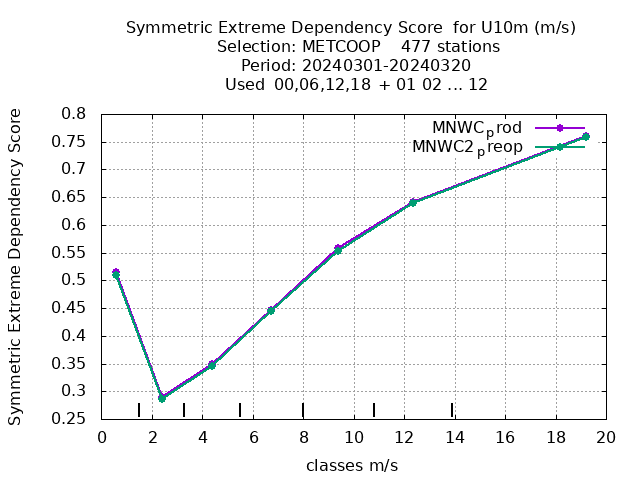 Symmetric Extreme Dependency Score for U10m (m/s)
Selection: METCOOP 477 stations
Period: 20240301-20240320
Used 00,06,12,18 + 01 02 ... 12
Symmetric Extreme Dependency Score
0.8
0.75
0.7
0.65
0.6
0.55
0.5
0.45
0.4
0.35
0.3
0.25
MNWCprod
MNWC2preop
0 2 4 6 8 10 12 14 16 18 20
classes m/s